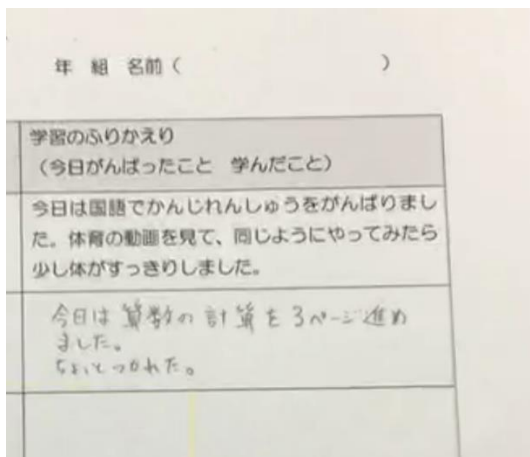 年 組 名前 ( )
学習のふりかえり
(今日がんばったこと 学んだこと)
今日は国語でかんじれんしゅうをがんばりまし
た。体育の動画を見て、同じようにやってみたら
少し体がすっきりしました。
今日は算数の計算を3ページ進め
ました。
ちょっとつかれた。